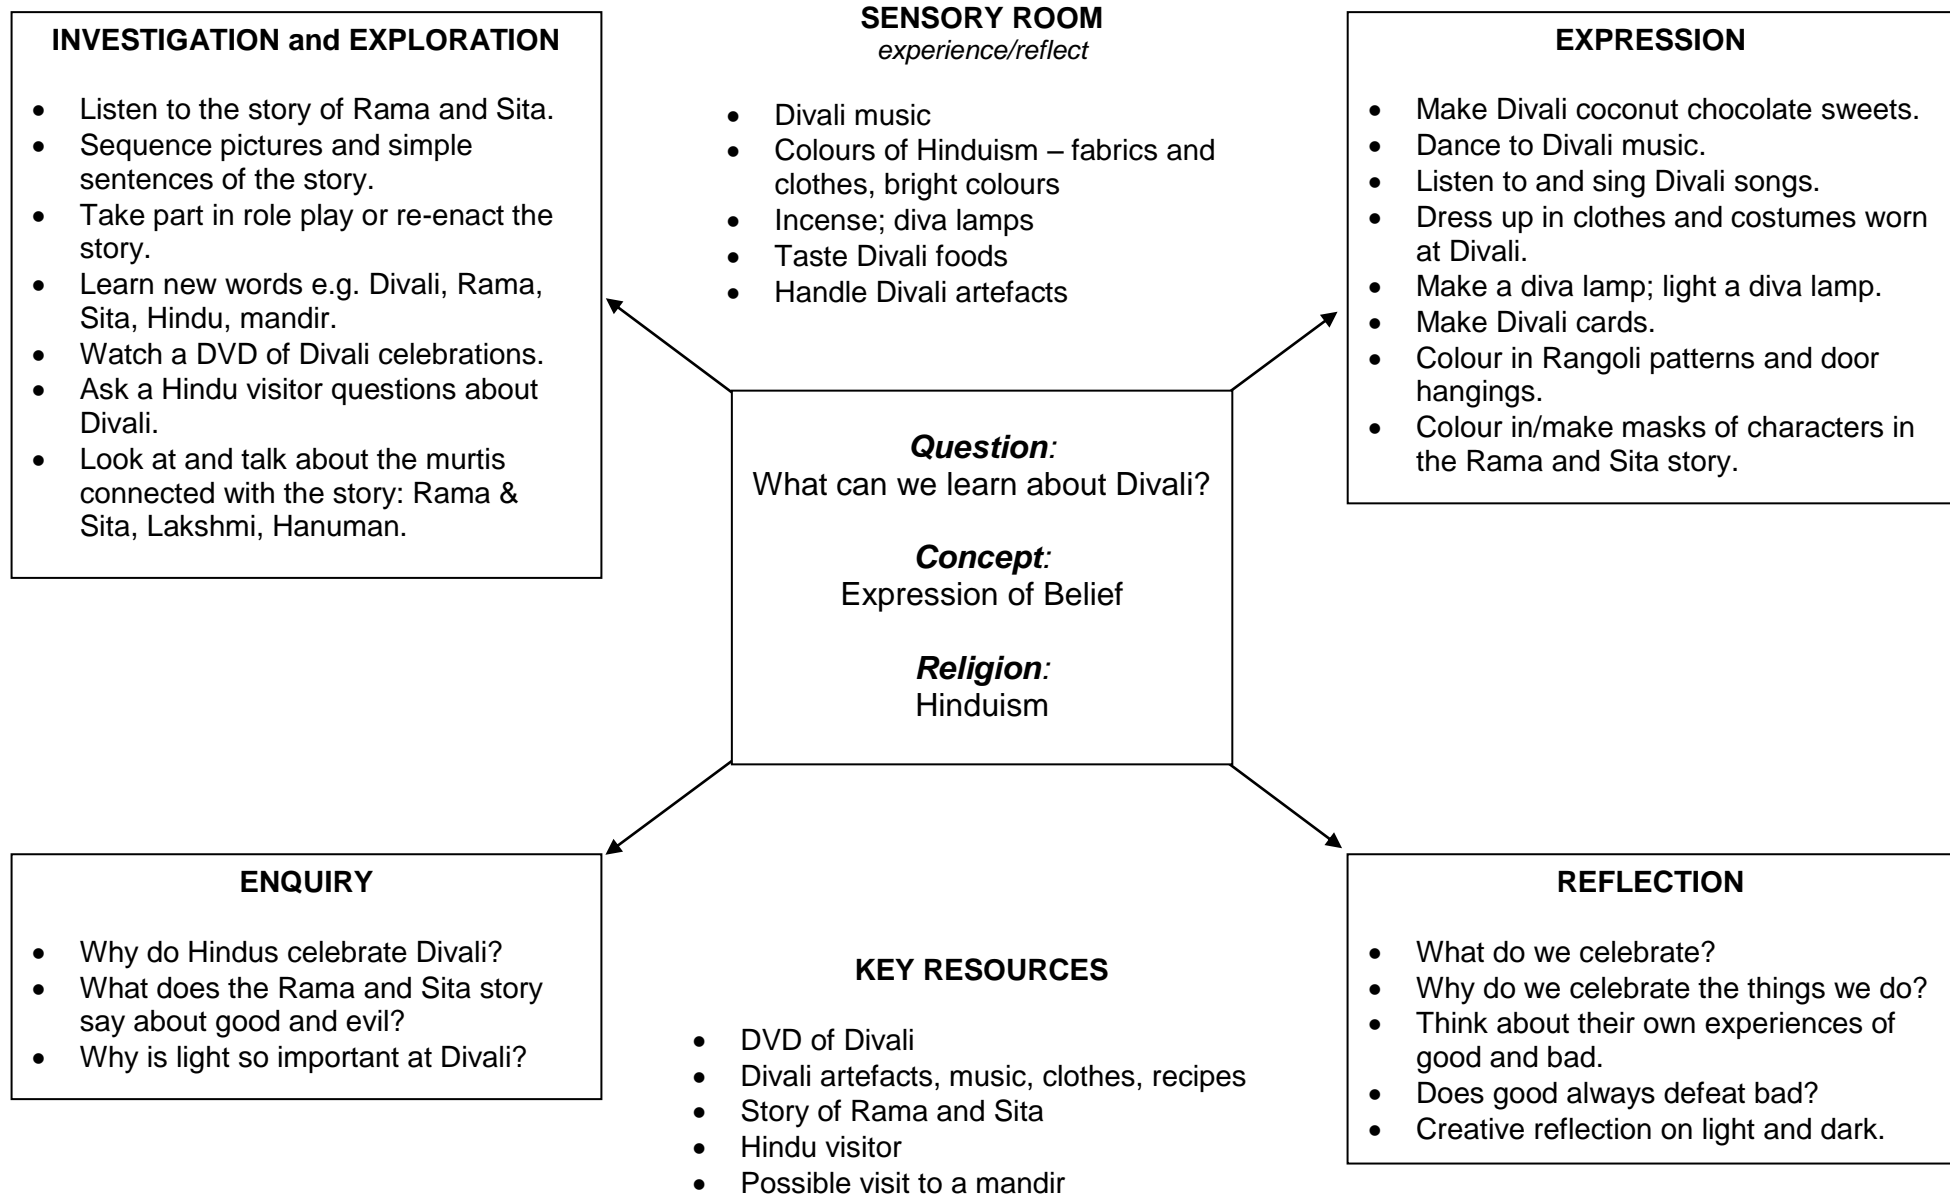 INVESTIGATION and EXPLORATION
• Listen to the story of Rama and Sita.
• Sequence pictures and simple
sentences of the story.
• Take part in role play or re-enact the
story.
• Learn new words e.g. Divali, Rama,
Sita, Hindu, mandir.
• Watch a DVD of Divali celebrations.
• Ask a Hindu visitor questions about
Divali.
• Look at and talk about the murtis
connected with the story: Rama &
Sita, Lakshmi, Hanuman.
SENSORY ROOM
experience/reflect
• Divali music
• Colours of Hinduism – fabrics and
clothes, bright colours
• Incense; diva lamps
• Taste Divali foods
• Handle Divali artefacts
EXPRESSION
• Make Divali coconut chocolate sweets.
• Dance to Divali music.
• Listen to and sing Divali songs.
• Dress up in clothes and costumes worn
at Divali.
• Make a diva lamp; light a diva lamp.
• Make Divali cards.
• Colour in Rangoli patterns and door
hangings.
• Colour in/make masks of characters in
the Rama and Sita story.
Question:
What can we learn about Divali?
Concept:
Expression of Belief
Religion:
Hinduism
ENQUIRY
• Why do Hindus celebrate Divali?
• What does the Rama and Sita story
say about good and evil?
• Why is light so important at Divali?
KEY RESOURCES
• DVD of Divali
• Divali artefacts, music, clothes, recipes
• Story of Rama and Sita
• Hindu visitor
• Possible visit to a mandir
REFLECTION
• What do we celebrate?
• Why do we celebrate the things we do?
• Think about their own experiences of
good and bad.
• Does good always defeat bad?
• Creative reflection on light and dark.